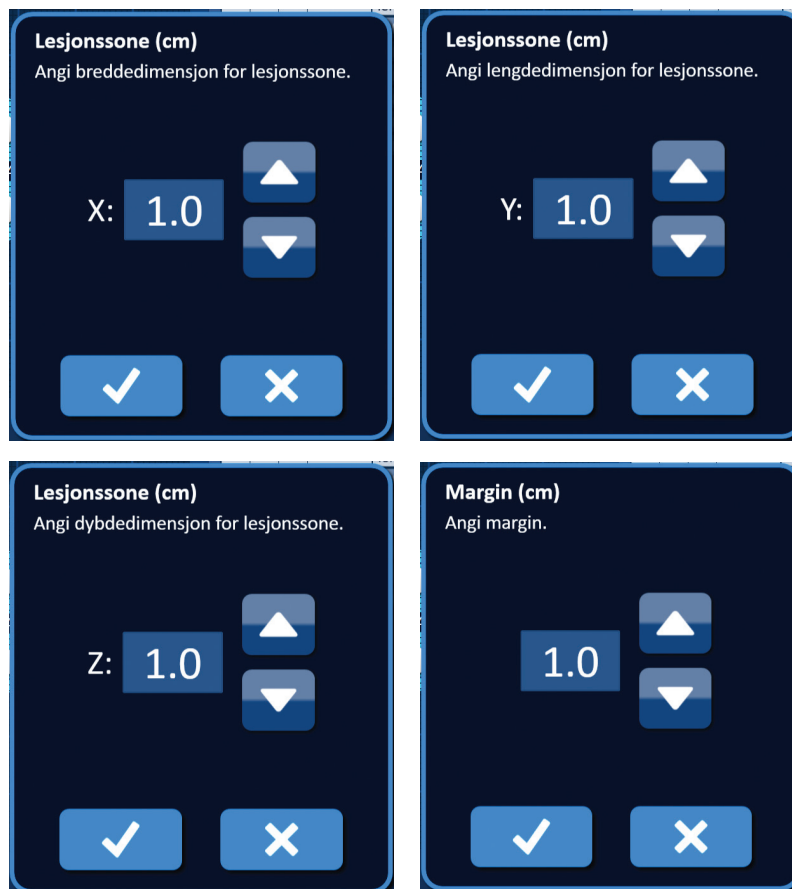 Lesjonssone (cm)
Angi breddedimensjon for lesjonssone.
X: 1.0
Lesjonssone (cm)
Angi lengdedimensjon for lesjonssone.
Y: 1.0
Lesjonssone (cm)
Angi dybdedimensjon for lesjonssone.
Z: 1.0
Margin (cm)
Angi margin.
1.0